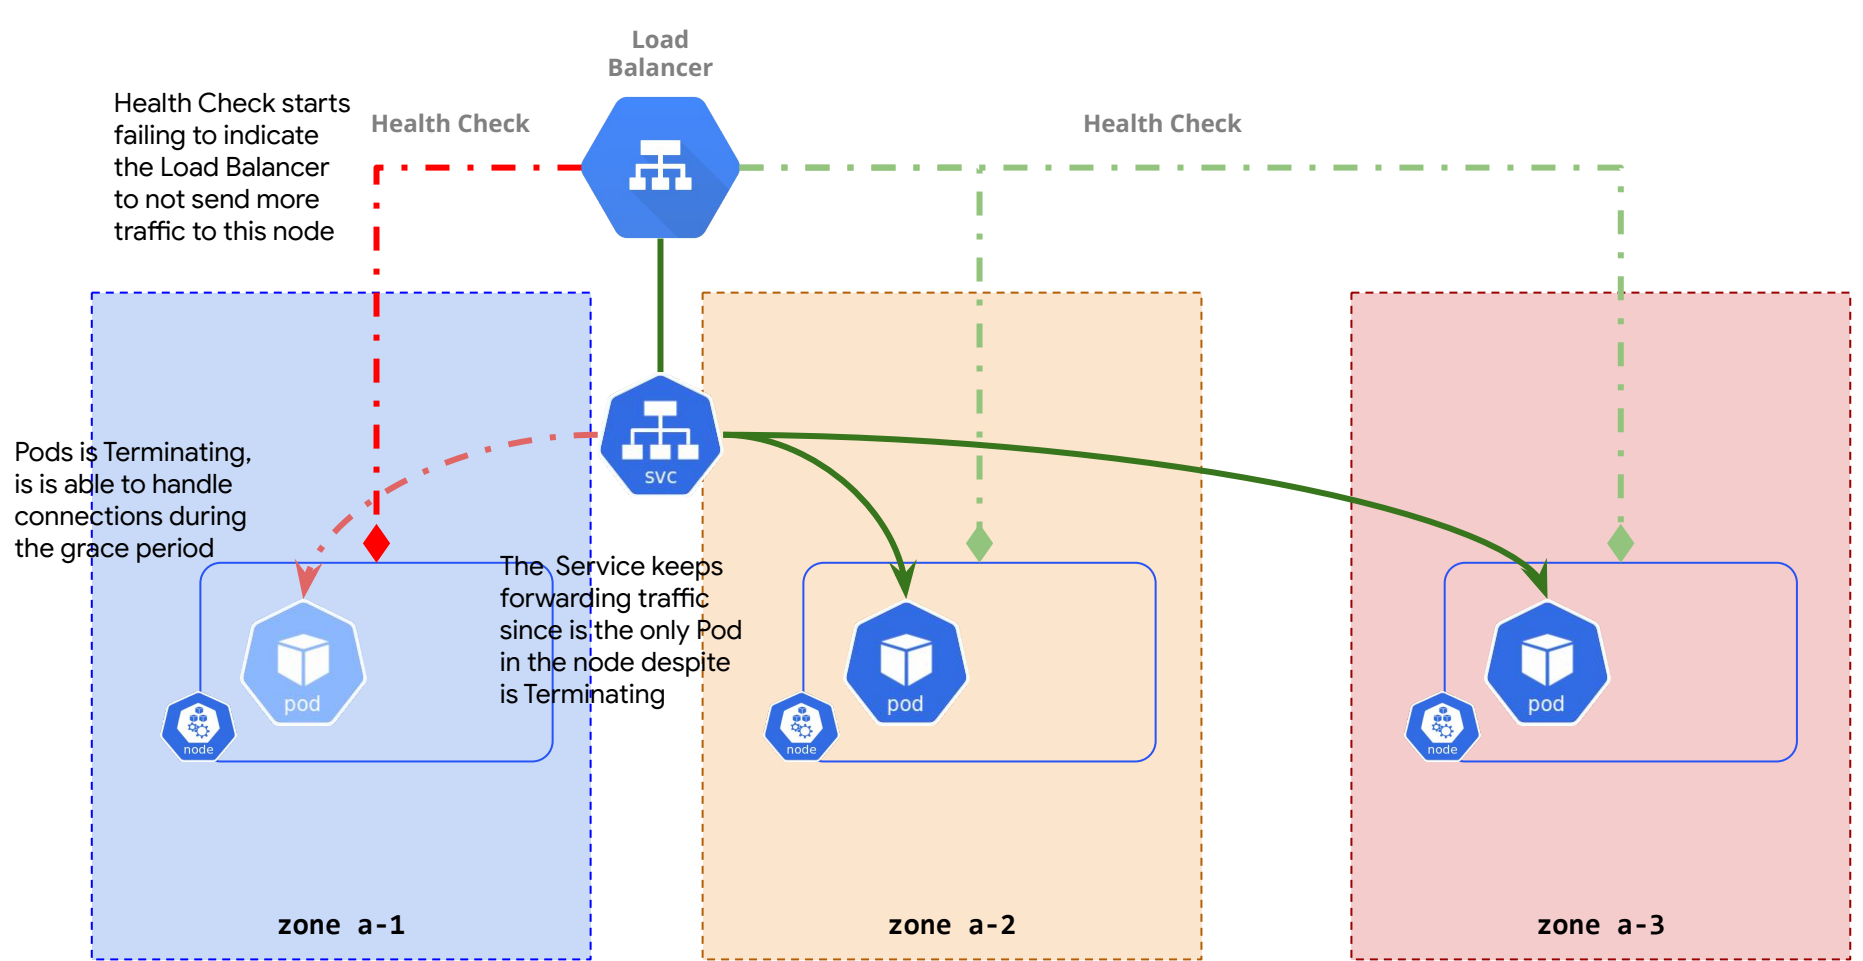 Load
Balancer
Health Check starts
failing to indicate
the Load Balancer
to not send more
traffic to this node
Health Check
Health Check
svc
Pods is Terminating,
is is able to handle
connections during
the grace period
The Service keeps
forwarding traffic
since is the only Pod
in the node despite
is Terminating
pod
node
pod
node
pod
node
zone a-1
zone a-2
zone a-3